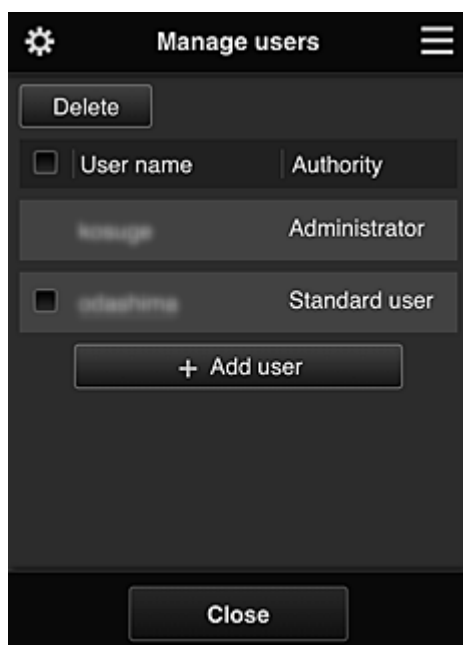 Manage users
Delete
User name Authority
Administrator
Standard user
+ Add user
Close